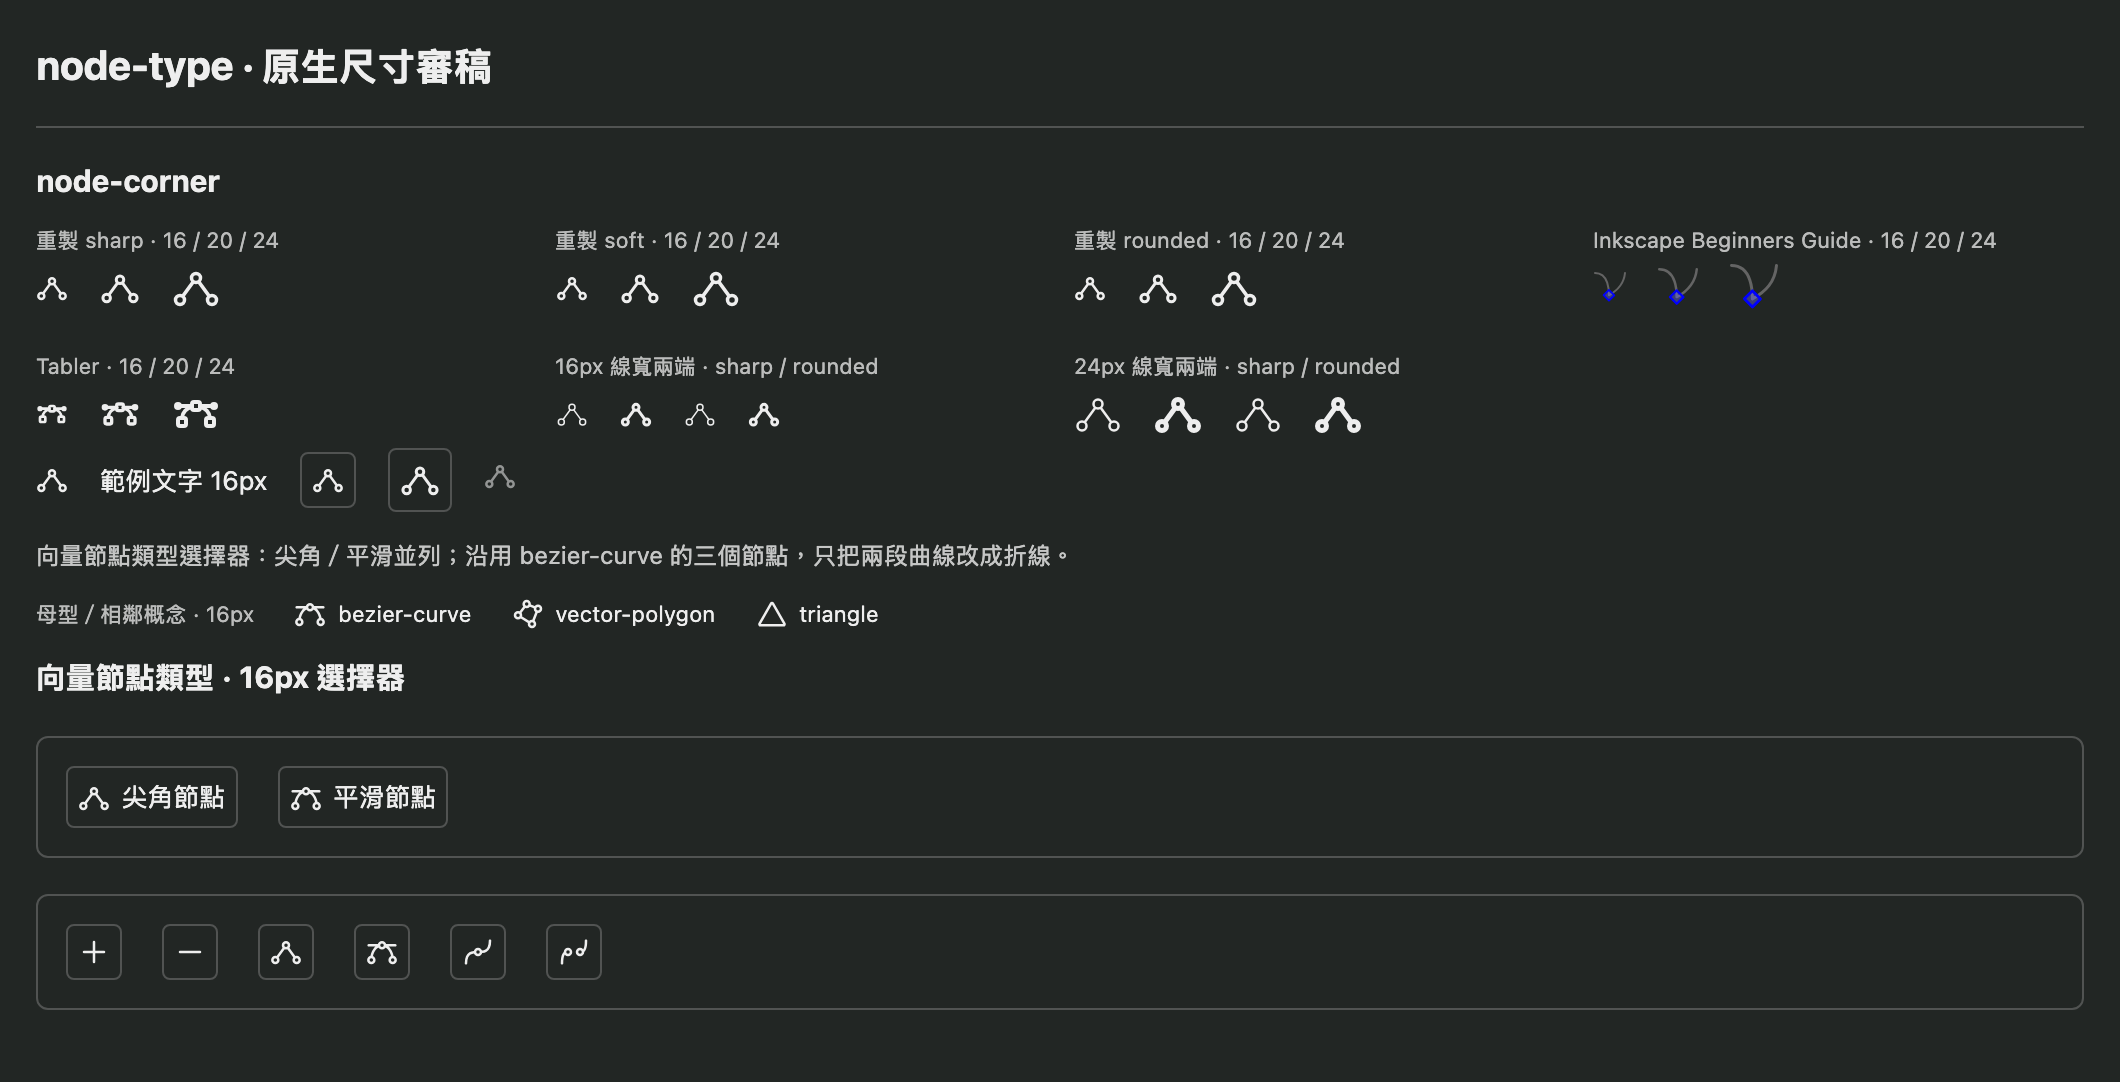 node-type · 原生尺寸審稿
node-corner
重製 sharp · 16 / 20 / 24
重製 soft · 16 / 20 / 24
重製 rounded · 16 / 20 / 24
Inkscape Beginners Guide · 16 / 20 / 24
Tabler · 16 / 20 / 24
16px 線寬兩端 · sharp / rounded
24px 線寬兩端 · sharp / rounded
範例文字 16px
向量節點類型選擇器：尖角 / 平滑並列；沿用 bezier-curve 的三個節點，只把兩段曲線改成折線。
母型 / 相鄰概念 · 16px bezier-curve vector-polygon triangle
向量節點類型 · 16px 選擇器
尖角節點 平滑節點